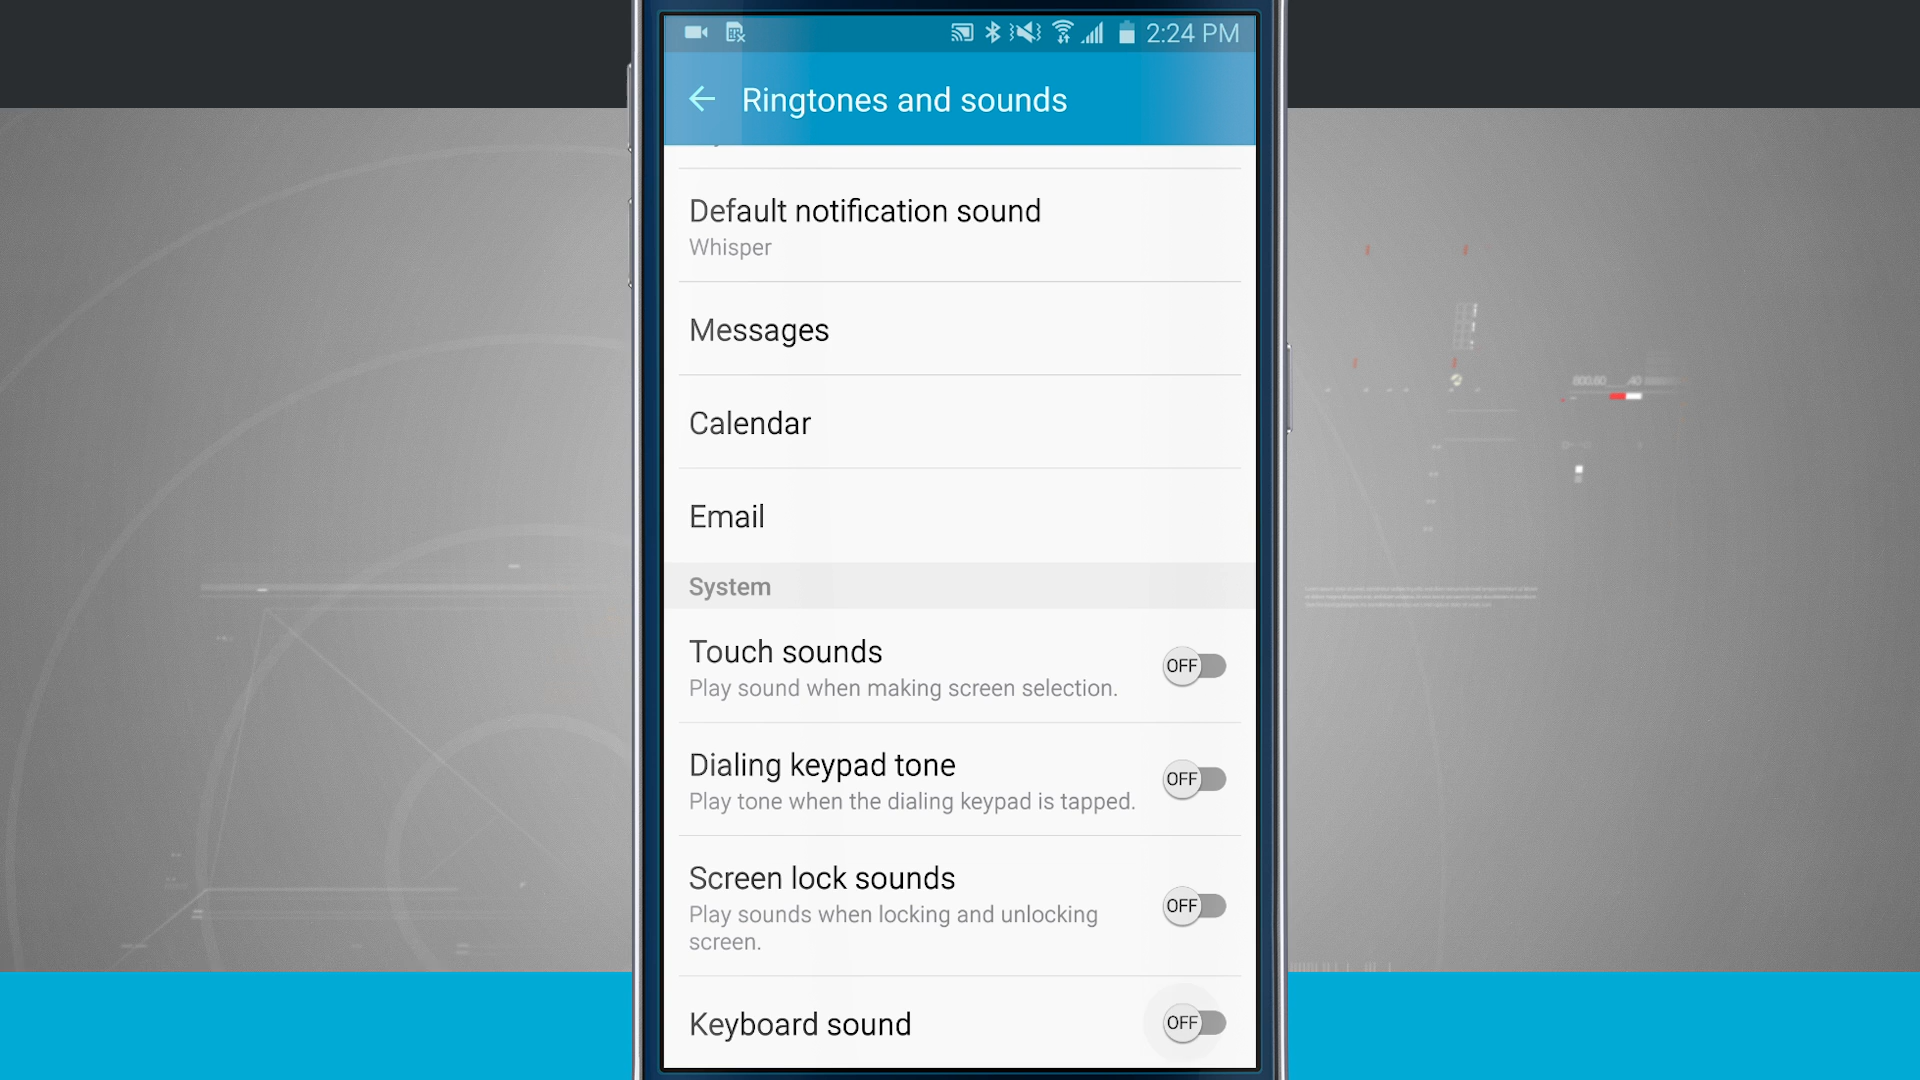 2:24 PM
Ringtones and sounds
Default notification sound
Whisper
Messages
Calendar
Email
System
Touch sounds
Play sound when making screen selection.
OFF
Dialing keypad tone
Play tone when the dialing keypad is tapped.
OFF
Screen lock sounds
Play sounds when locking and unlocking
screen.
OFF
Keyboard sound
OFF